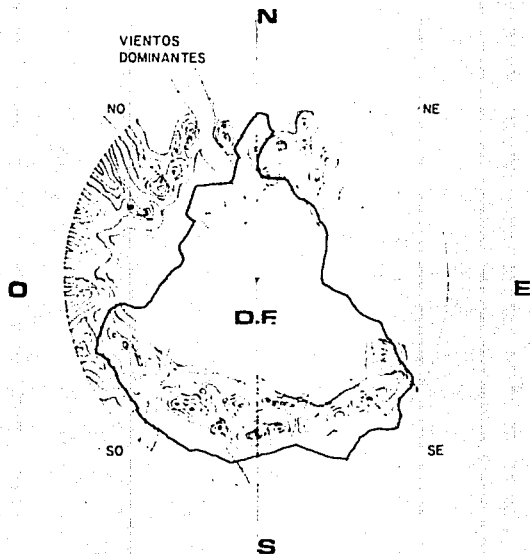 N
VIENTOS
DOMINANTES
NO
NE
O
E
D.F.
SO
SE
S